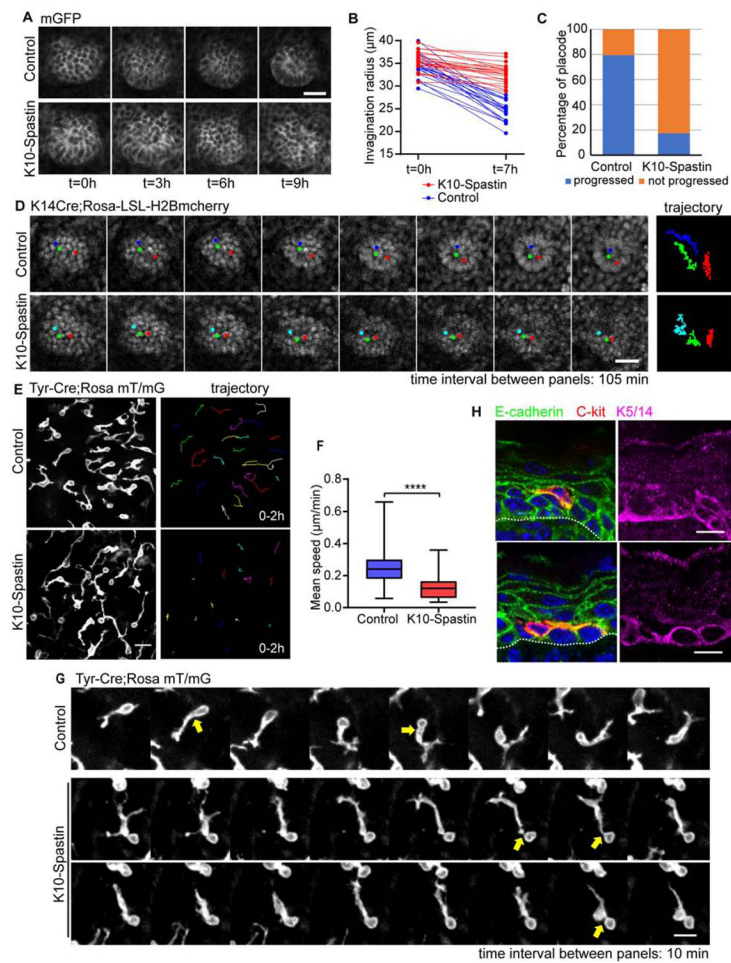 A mGFP
Control
K10-Spastin
t=0h t=3h t=6h t=9h
B
Invagination radius (μm)
40
35
30
25
20
15
t=0h t=7h
K10-Spastin
Control
C
Percentage of placode
100
80
60
40
20
0
Control K10-Spastin
progressed not progressed
D K14Cre;Rosa-LSL-H2Bmcherry
trajectory
Control
K10-Spastin
time interval between panels: 105 min
E Tyr-Cre;Rosa mT/mG
trajectory
Control
0-2h
K10-Spastin
0-2h
F
Mean speed (μm/min)
0.8
0.6
0.4
0.2
0.0
****
Control K10-Spastin
H E-cadherin C-kit K5/14
G Tyr-Cre;Rosa mT/mG
Control
K10-Spastin
time interval between panels: 10 min